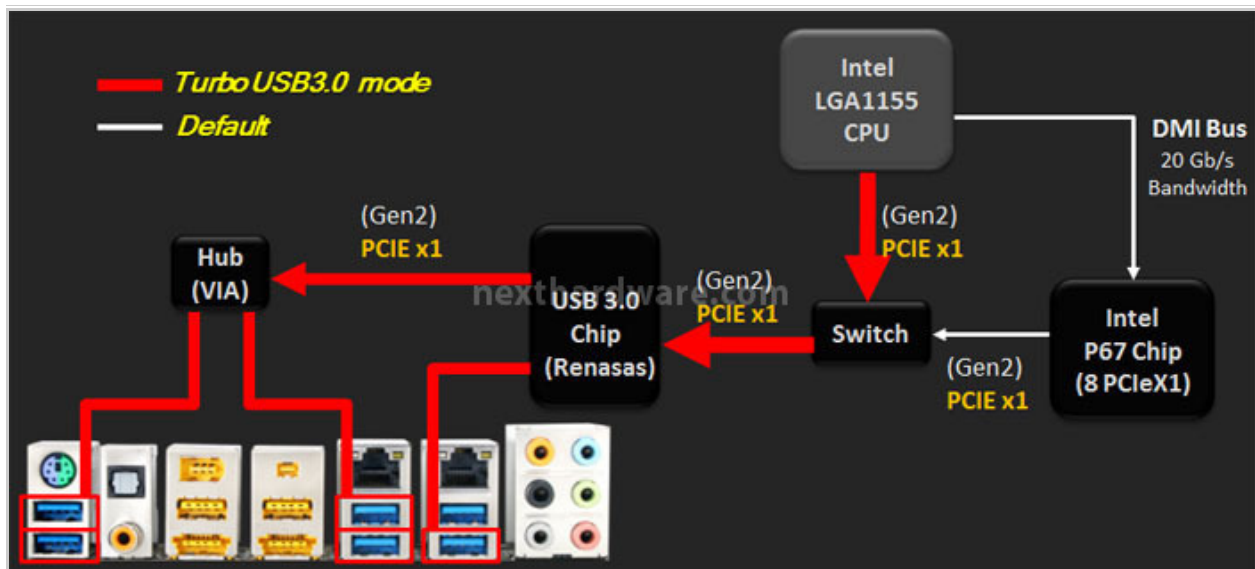 Turbo USB3.0 mode
Default
Intel
LGA1155
CPU
DMI Bus
20 Gb/s
Bandwidth
(Gen2)
PCIE x1
(Gen2)
PCIE x1
Hub
(VIA)
nexthardware.com
USB 3.0
Chip
(Renasas)
(Gen2)
PCIE x1
Switch
(Gen2)
PCIE x1
Intel
P67 Chip
(8 PCIeX1)